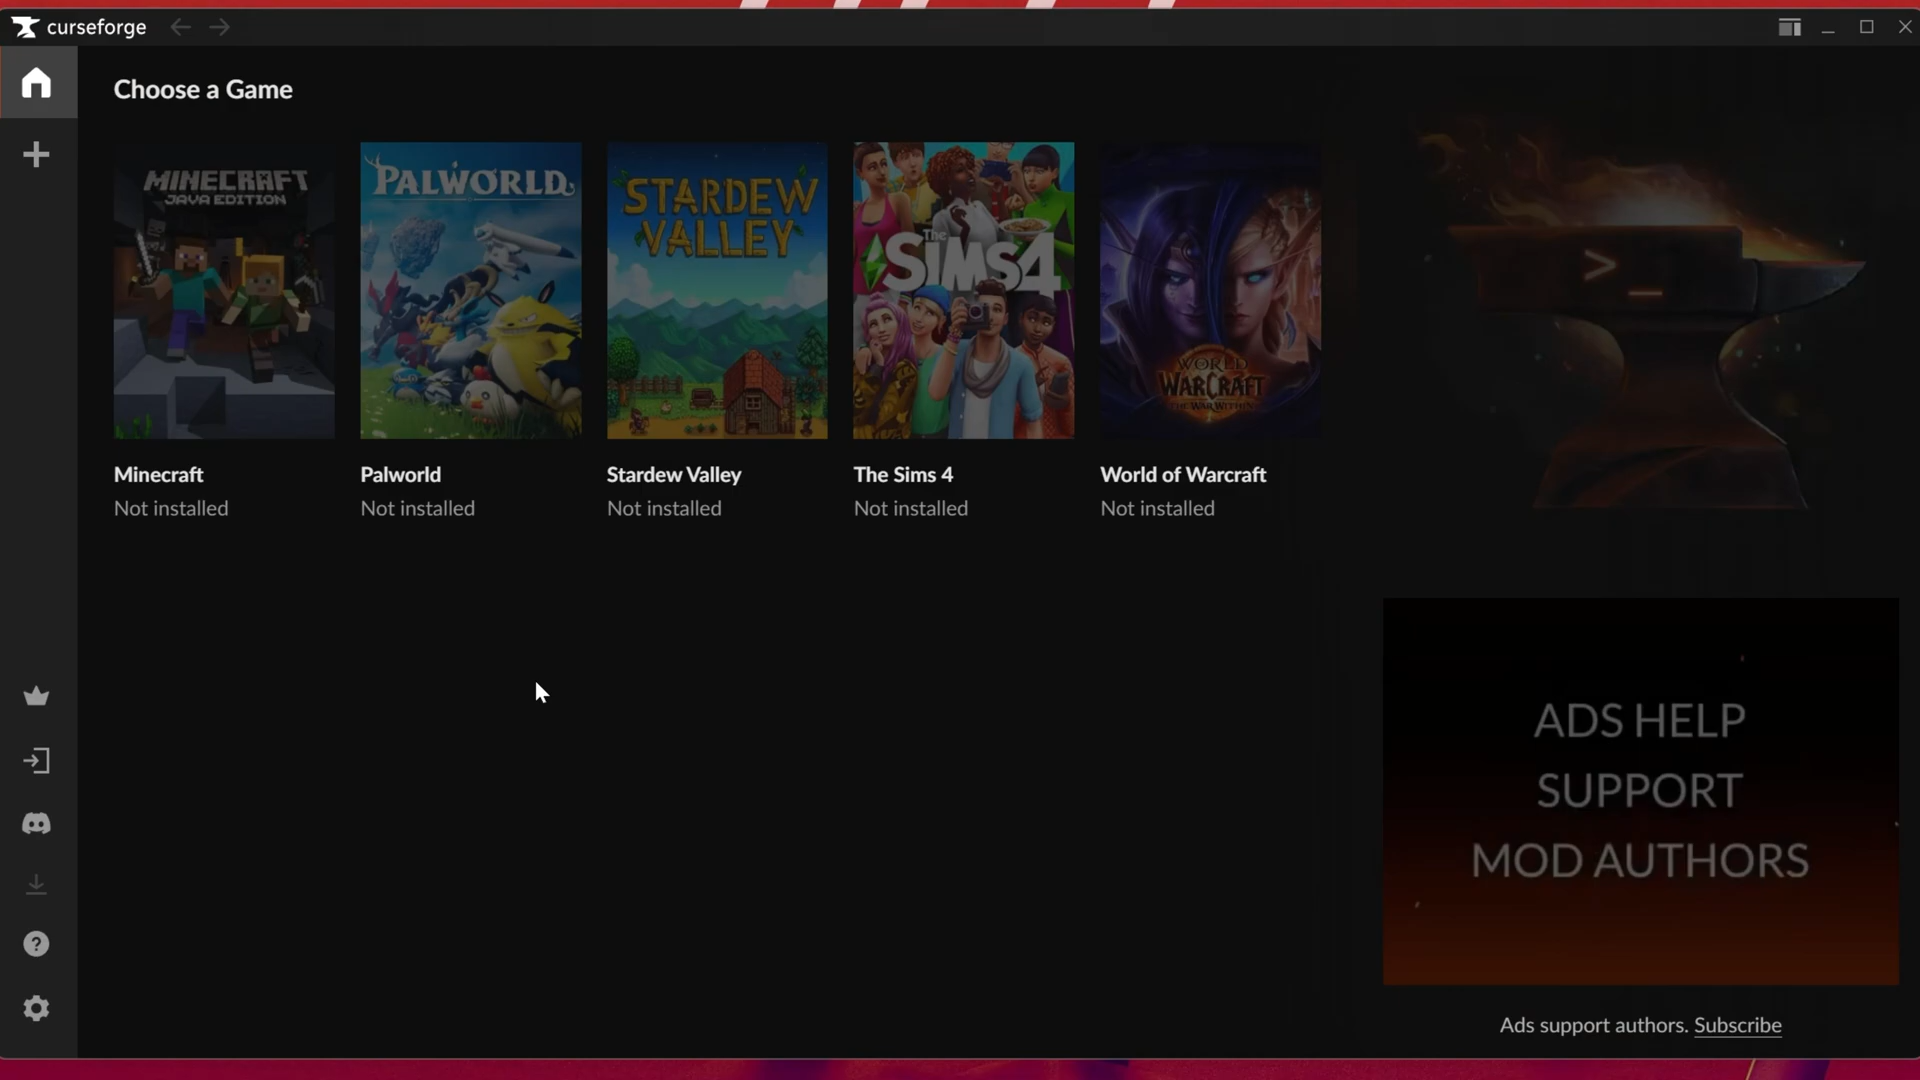 curseforge
Choose a Game
MINECRAFT
JAVA EDITION
PALWORLD
STARDEW
VALLEY
The
SIMS4
WORLD
OF
WARCRAFT
THE WAR WITHIN
>_
Minecraft
Not installed
Palworld
Not installed
Stardew Valley
Not installed
The Sims 4
Not installed
World of Warcraft
Not installed
ADS HELP
SUPPORT
MOD AUTHORS
Ads support authors. Subscribe